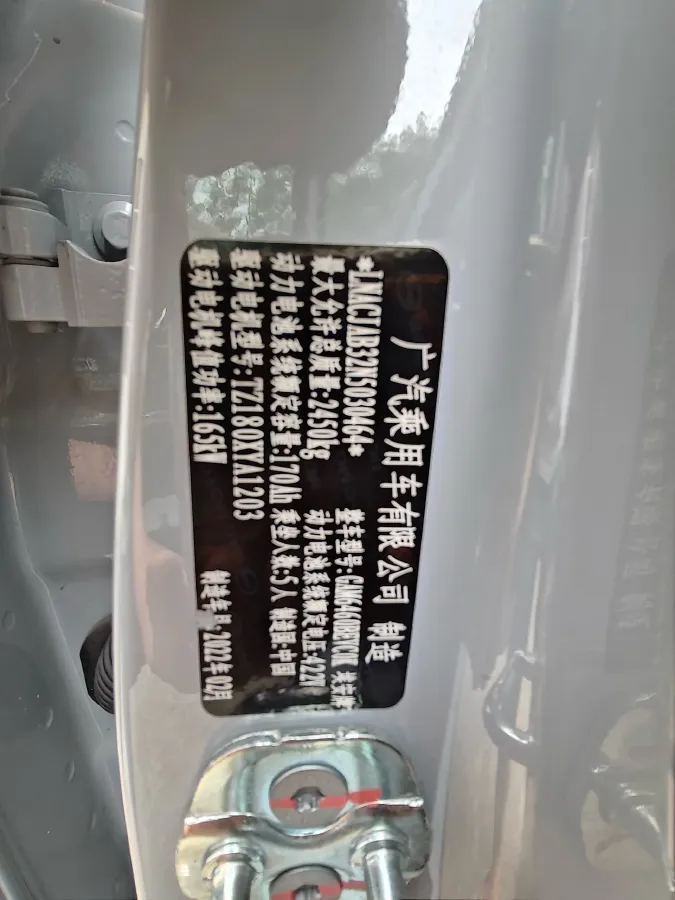 广汽乘用车有限公司 制造
*LNACJAB32N5030464*
整车型号:GAM6460BEVC0C
最大允许总质量:2450kg 动力电池系统额定电压:422V
动力电池系统额定容量:170Ah 乘坐人数:5人 制造国:中国
驱动电机型号:TZ180XYA1203
驱动电机峰值功率:165kW 制造年月:2022年02月